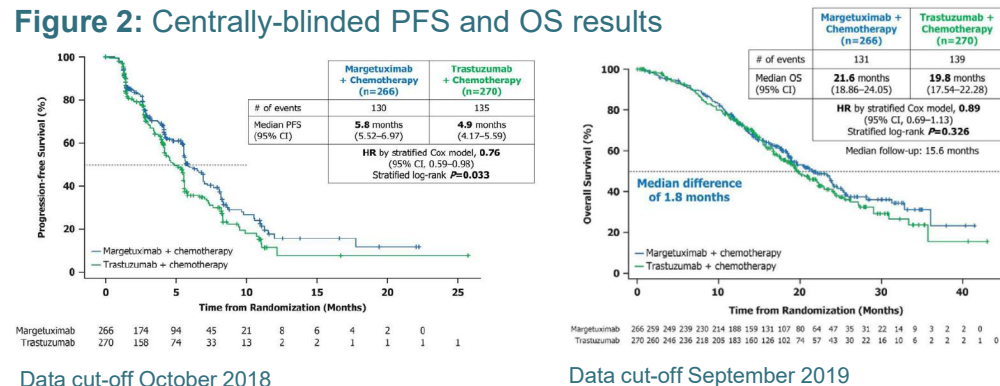 Figure 2: Centrally-blinded PFS and OS results
Progression-free Survival (%)
100
80
60
40
20
0
Margetuximab
+ Chemotherapy
(n=266)
Trastuzumab
+ Chemotherapy
(n=270)
# of events
130
135
Median PFS
(95% CI)
5.8 months
(5.52–6.97)
4.9 months
(4.17–5.59)
HR by stratified Cox model, 0.76
(95% CI, 0.59–0.98)
Stratified log-rank P=0.033
Margetuximab + chemotherapy
Trastuzumab + chemotherapy
0 5 10 15 20 25
Time from Randomization (Months)
Margetuximab 266 174 94 45 21 8 6 4 2 0
Trastuzumab 270 158 74 33 13 2 2 1 1 1 1
Data cut-off October 2018
Overall Survival (%)
100
80
60
40
20
0
Margetuximab +
Chemotherapy
(n=266)
Trastuzumab +
Chemotherapy
(n=270)
# of events
131
139
Median OS
(95% CI)
21.6 months
(18.86–24.05)
19.8 months
(17.54–22.28)
HR by stratified Cox model, 0.89
(95% CI, 0.69–1.13)
Stratified log-rank P=0.326
Median follow-up: 15.6 months
Median difference
of 1.8 months
Margetuximab + chemotherapy
Trastuzumab + chemotherapy
0 10 20 30 40
Time from Randomization (Months)
Margetuximab 266 259 249 239 230 214 188 159 131 107 80 64 47 35 31 22 14 9 3 2 2 0
Trastuzumab 270 260 246 236 218 205 183 160 126 102 74 57 43 30 22 16 10 6 2 2 2 1 0
Data cut-off September 2019